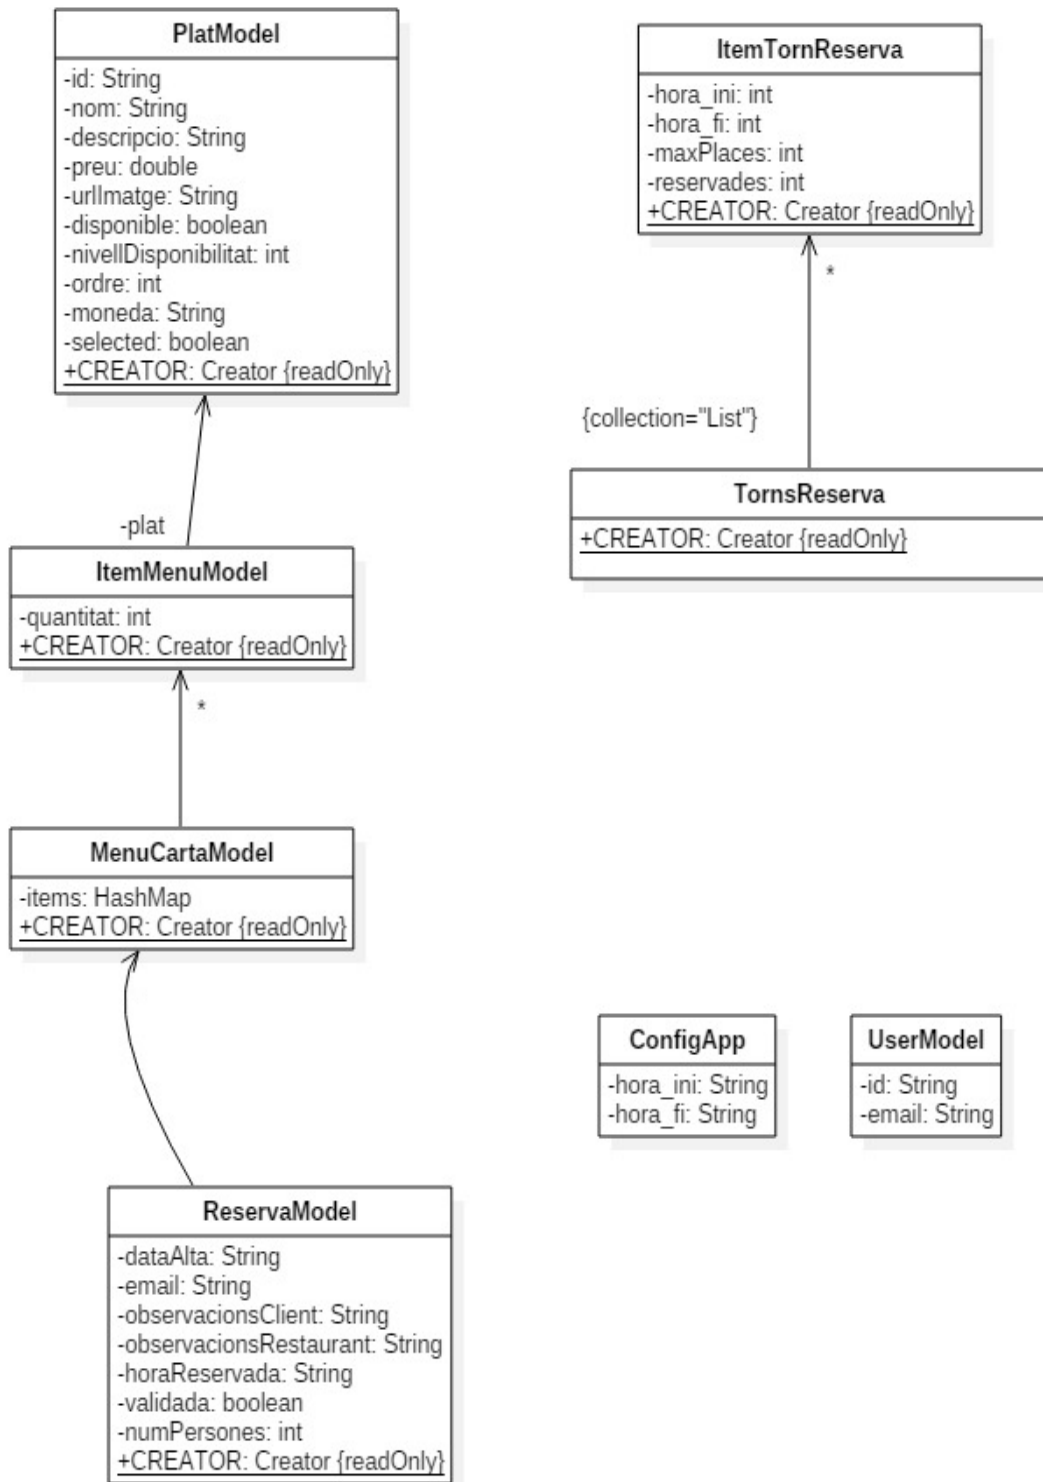 PlatModel
-id: String
-nom: String
-descripcio: String
-preu: double
-urlImatge: String
-disponible: boolean
-nivellDisponibilitat: int
-ordre: int
-moneda: String
-selected: boolean
+CREATOR: Creator {readOnly}
ItemTornReserva
-hora_ini: int
-hora_fi: int
-maxPlaces: int
-reservades: int
+CREATOR: Creator {readOnly}
*
{collection="List"}
TornsReserva
+CREATOR: Creator {readOnly}
-plat
ItemMenuModel
-quantitat: int
+CREATOR: Creator {readOnly}
*
MenuCartaModel
-items: HashMap
+CREATOR: Creator {readOnly}
ConfigApp
-hora_ini: String
-hora_fi: String
UserModel
-id: String
-email: String
ReservaModel
-dataAlta: String
-email: String
-observacionsClient: String
-observacionsRestaurant: String
-horaReservada: String
-validada: boolean
-numPersones: int
+CREATOR: Creator {readOnly}